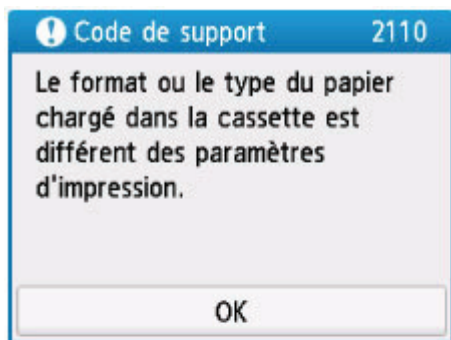 Code de support 2110
Le format ou le type du papier
chargé dans la cassette est
différent des paramètres
d'impression.
OK